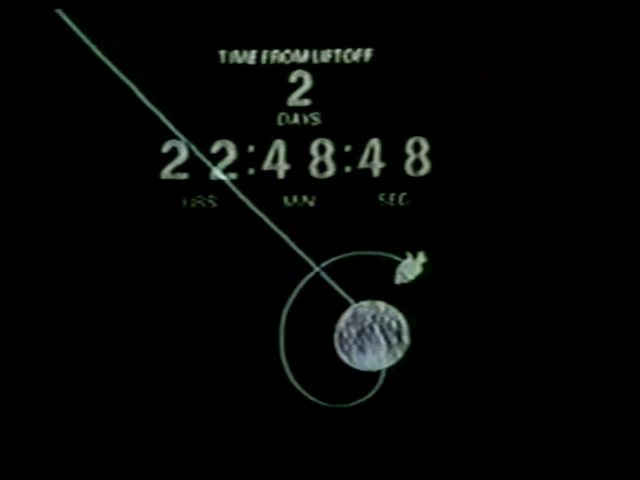 TIME FROM LIFTOFF
2
DAYS
22:48:48
HRS MIN SEC